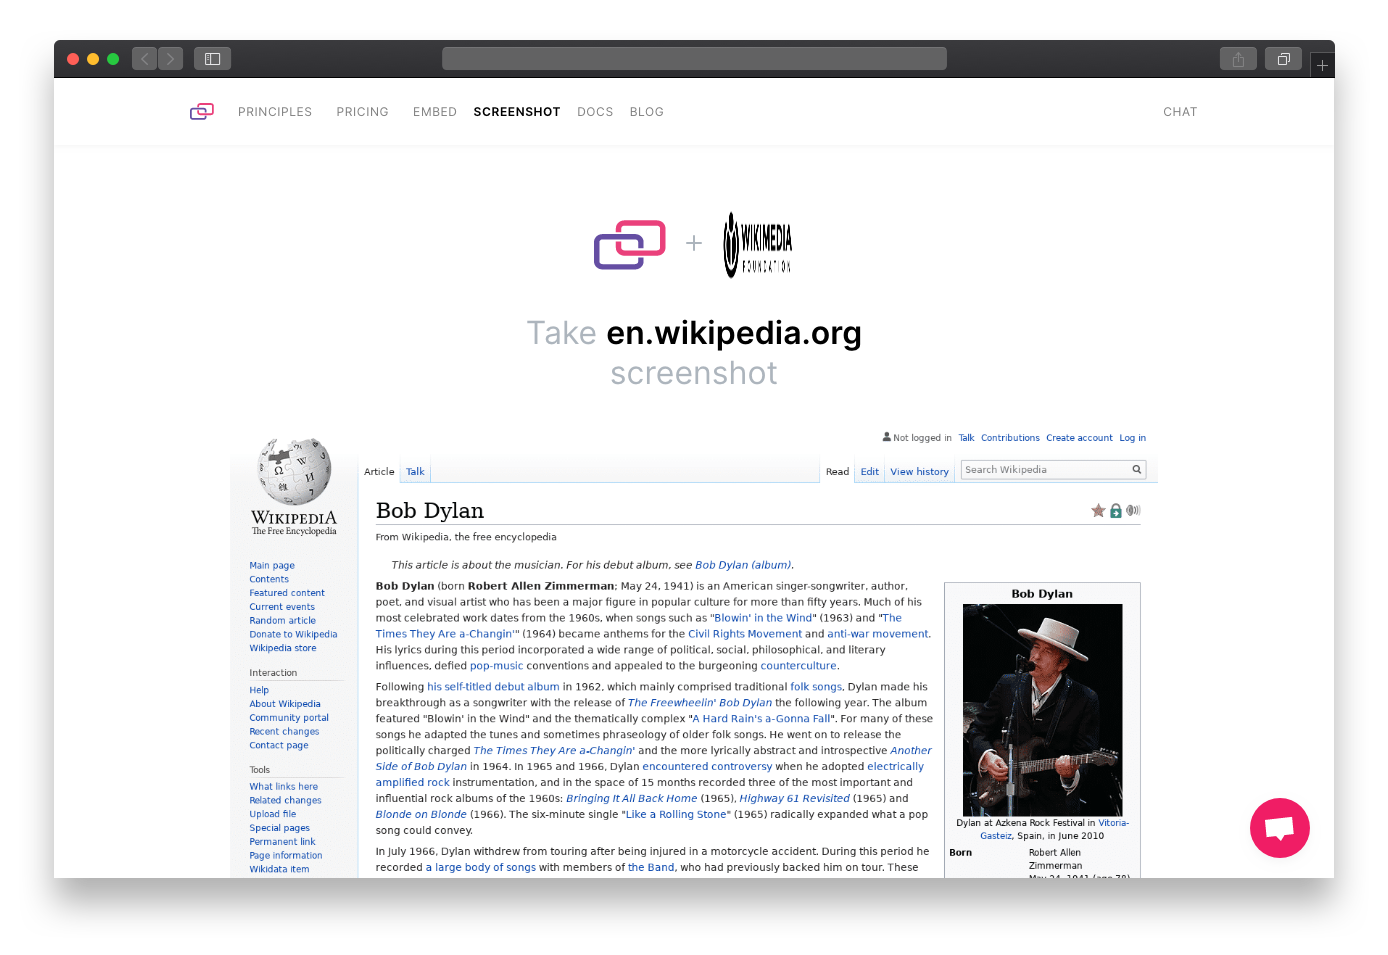 PRINCIPLES PRICING EMBED SCREENSHOT DOCS BLOG CHAT
WIKIMEDIA
FOUNDATION
+
Take en.wikipedia.org
screenshot
Not logged in Talk Contributions Create account Log in
Article Talk Read Edit View history Search Wikipedia
WIKIPEDIA
The Free Encyclopedia
Main page
Contents
Featured content
Current events
Random article
Donate to Wikipedia
Wikipedia store
Interaction
Help
About Wikipedia
Community portal
Recent changes
Contact page
Tools
What links here
Related changes
Upload file
Special pages
Permanent link
Page information
Wikidata item
Bob Dylan
From Wikipedia, the free encyclopedia
This article is about the musician. For his debut album, see Bob Dylan (album).
Bob Dylan (born Robert Allen Zimmerman; May 24, 1941) is an American singer-songwriter, author,
poet, and visual artist who has been a major figure in popular culture for more than fifty years. Much of his
most celebrated work dates from the 1960s, when songs such as "Blowin' in the Wind" (1963) and "The
Times They Are a-Changin'" (1964) became anthems for the Civil Rights Movement and anti-war movement.
His lyrics during this period incorporated a wide range of political, social, philosophical, and literary
influences, defied pop-music conventions and appealed to the burgeoning counterculture.
Following his self-titled debut album in 1962, which mainly comprised traditional folk songs, Dylan made his
breakthrough as a songwriter with the release of The Freewheelin' Bob Dylan the following year. The album
featured "Blowin' in the Wind" and the thematically complex "A Hard Rain's a-Gonna Fall". For many of these
songs he adapted the tunes and sometimes phraseology of older folk songs. He went on to release the
politically charged The Times They Are a-Changin' and the more lyrically abstract and introspective Another
Side of Bob Dylan in 1964. In 1965 and 1966, Dylan encountered controversy when he adopted electrically
amplified rock instrumentation, and in the space of 15 months recorded three of the most important and
influential rock albums of the 1960s: Bringing It All Back Home (1965), Highway 61 Revisited (1965) and
Blonde on Blonde (1966). The six-minute single "Like a Rolling Stone" (1965) radically expanded what a pop
song could convey.
In July 1966, Dylan withdrew from touring after being injured in a motorcycle accident. During this period he
recorded a large body of songs with members of the Band, who had previously backed him on tour. These
Bob Dylan
Dylan at Azkena Rock Festival in Vitoria-
Gasteiz, Spain, in June 2010
Born Robert Allen
Zimmerman
May 24, 1941 (age 78)